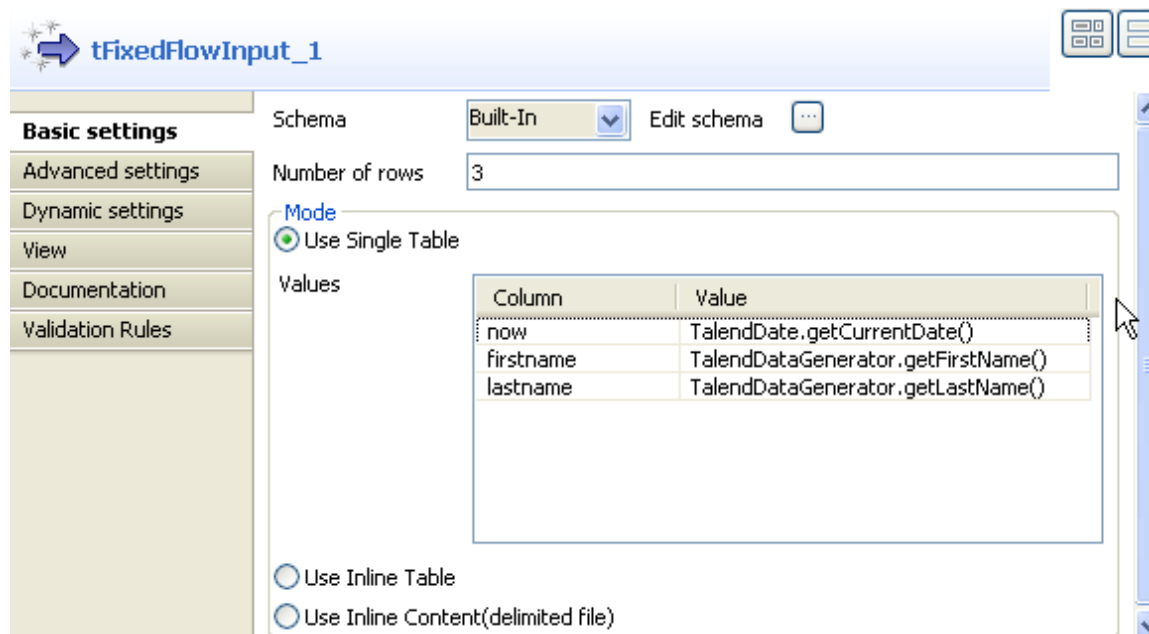 tFixedFlowInput_1
Basic settings
Advanced settings
Dynamic settings
View
Documentation
Validation Rules
Schema Built-In Edit schema ...
Number of rows 3
Mode
Use Single Table
Values
Column Value
now TalendDate.getCurrentDate()
firstname TalendDataGenerator.getFirstName()
lastname TalendDataGenerator.getLastName()
Use Inline Table
Use Inline Content(delimited file)